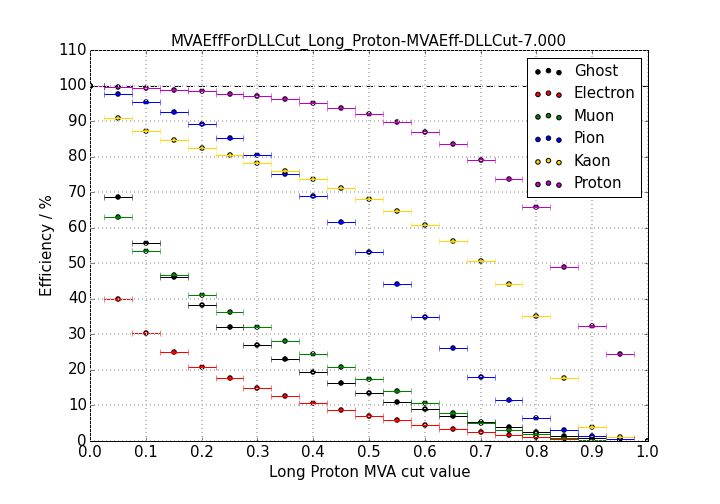 MVAEffForDLLCut_Long_Proton-MVAEff-DLLCut-7.000
110
100
90
80
70
60
50
40
30
20
10
0
Efficiency / %
Ghost
Electron
Muon
Pion
Kaon
Proton
0.0 0.1 0.2 0.3 0.4 0.5 0.6 0.7 0.8 0.9 1.0
Long Proton MVA cut value